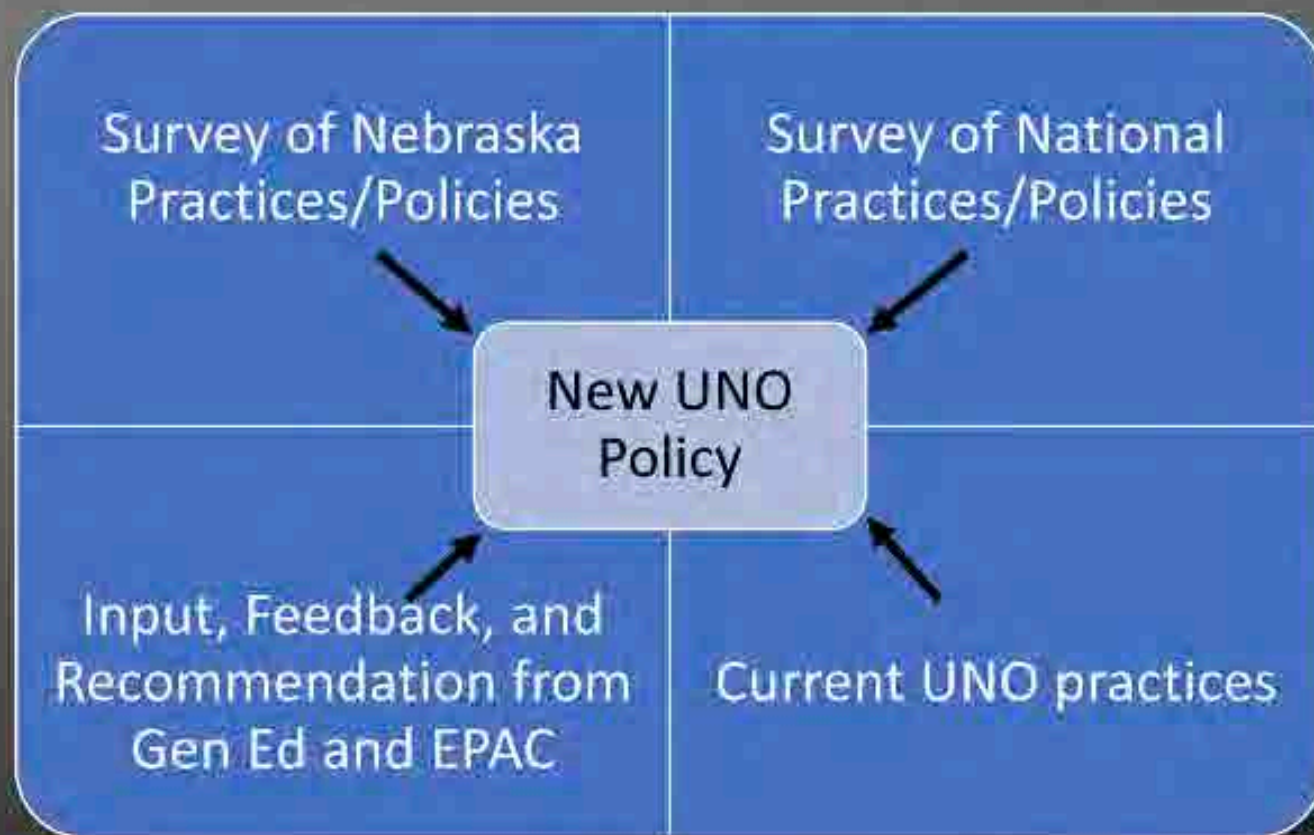 Survey of Nebraska
Practices/Policies
Survey of National
Practices/Policies
New UNO
Policy
Input, Feedback, and
Recommendation from
Gen Ed and EPAC
Current UNO practices